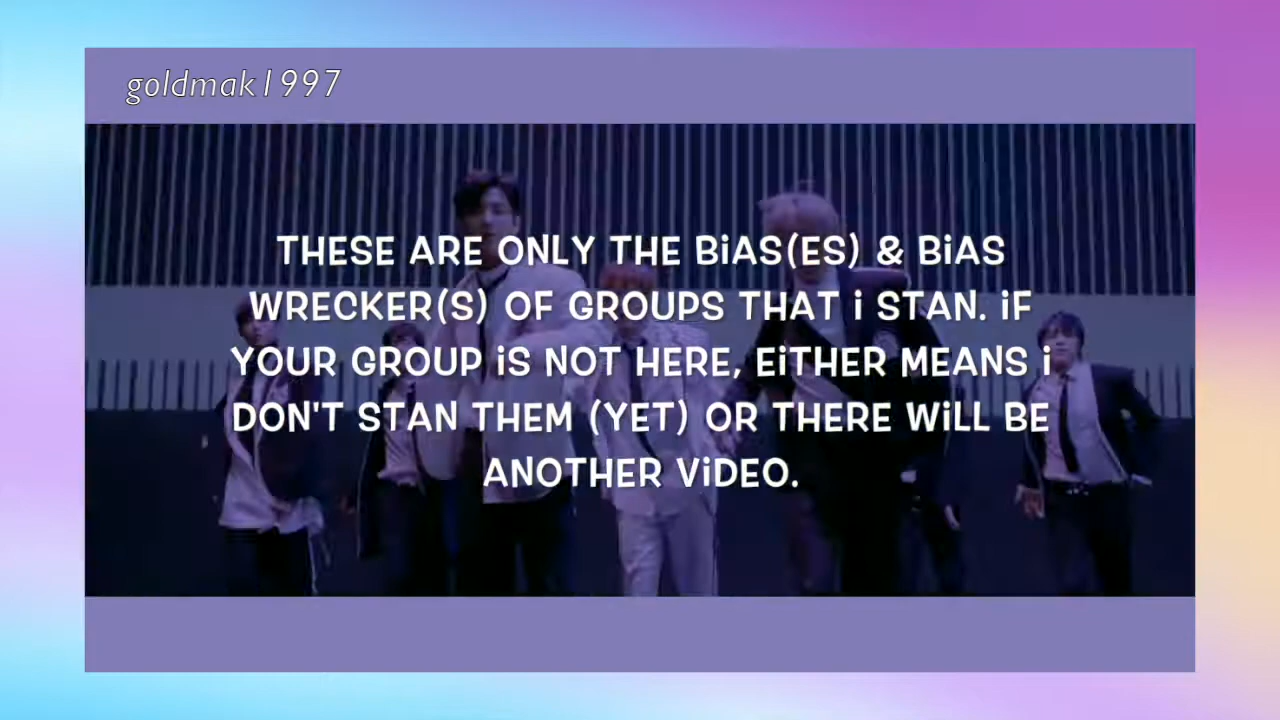 goldmak1997
THESE ARE ONLY THE BiAS(ES) & BiAS
WRECKER(S) OF GROUPS THAT i STAN. iF
YOUR GROUP iS NOT HERE, EiTHER MEANS i
DON'T STAN THEM (YET) OR THERE WiLL BE
ANOTHER ViDEO.